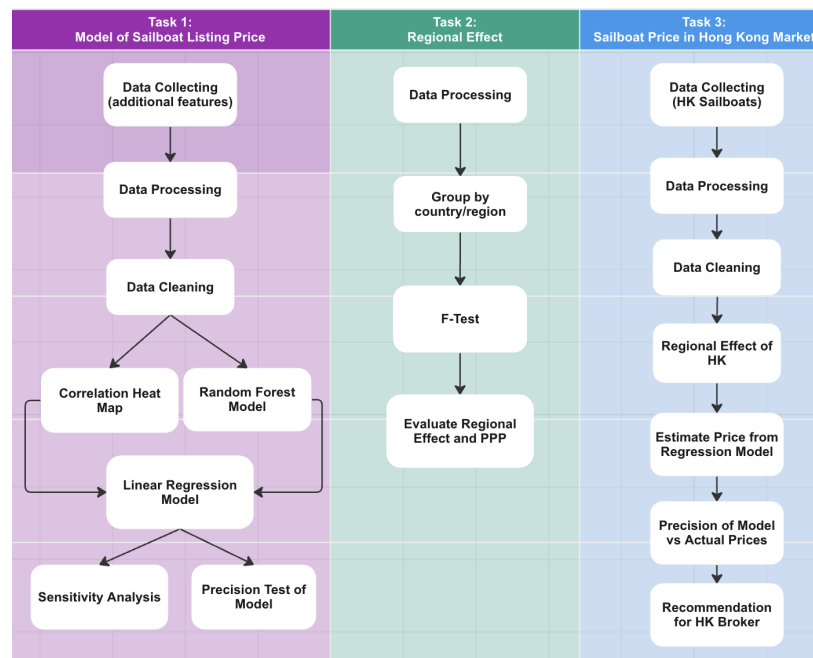 Task 1:
Model of Sailboat Listing Price
Data Collecting
(additional features)
Data Processing
Data Cleaning
Correlation Heat
Map
Random Forest
Model
Linear Regression
Model
Sensitivity Analysis
Precision Test of
Model
Task 2:
Regional Effect
Data Processing
Group by
country/region
F-Test
Evaluate Regional
Effect and PPP
Task 3:
Sailboat Price in Hong Kong Market
Data Collecting
(HK Sailboats)
Data Processing
Data Cleaning
Regional Effect of
HK
Estimate Price from
Regression Model
Precision of Model
vs Actual Prices
Recommendation
for HK Broker